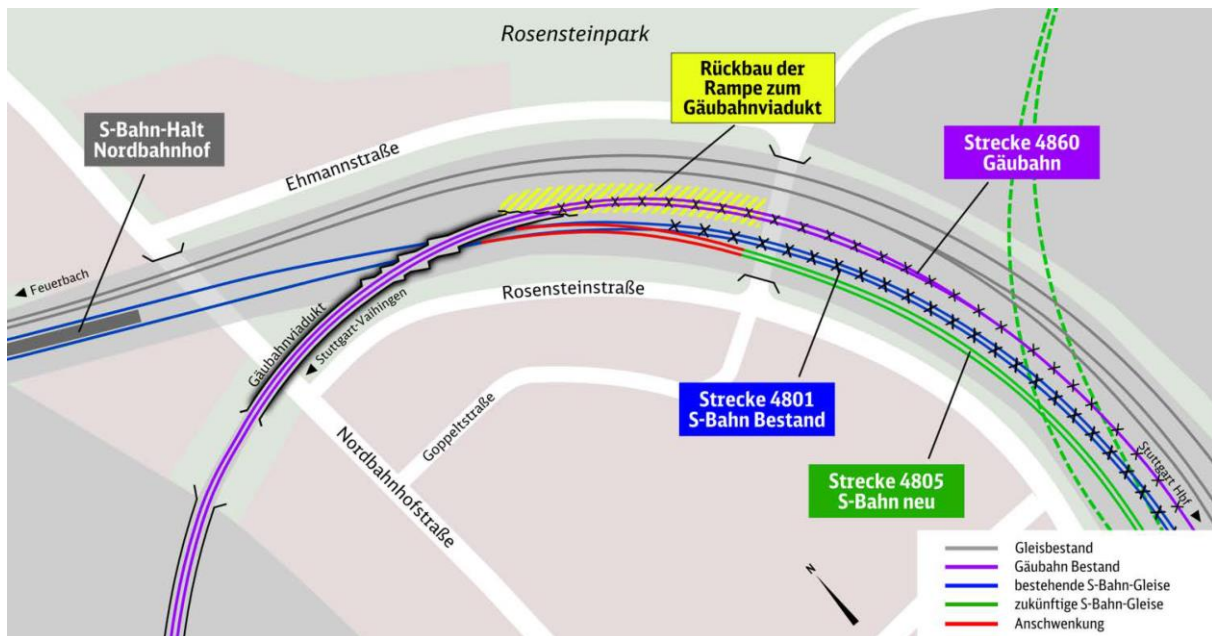 Rosensteinpark
Rückbau der
Rampe zum
Gäubahnviadukt
S-Bahn-Halt
Nordbahnhof
Strecke 4860
Gäubahn
Ehmannstraße
Feuerbach
Rosensteinstraße
Gäubahnviadukt
Stuttgart-Vaihingen
Strecke 4801
S-Bahn Bestand
Goppeltstraße
Nordbahnhofstraße
Strecke 4805
S-Bahn neu
Stuttgart Hbf
N
Gleisbestand
Gäubahn Bestand
bestehende S-Bahn-Gleise
zukünftige S-Bahn-Gleise
Anschwenkung